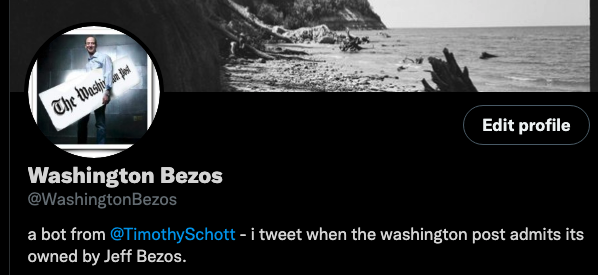 The Washington Post
Edit profile
Washington Bezos
@WashingtonBezos
a bot from @TimothySchott - i tweet when the washington post admits its
owned by Jeff Bezos.